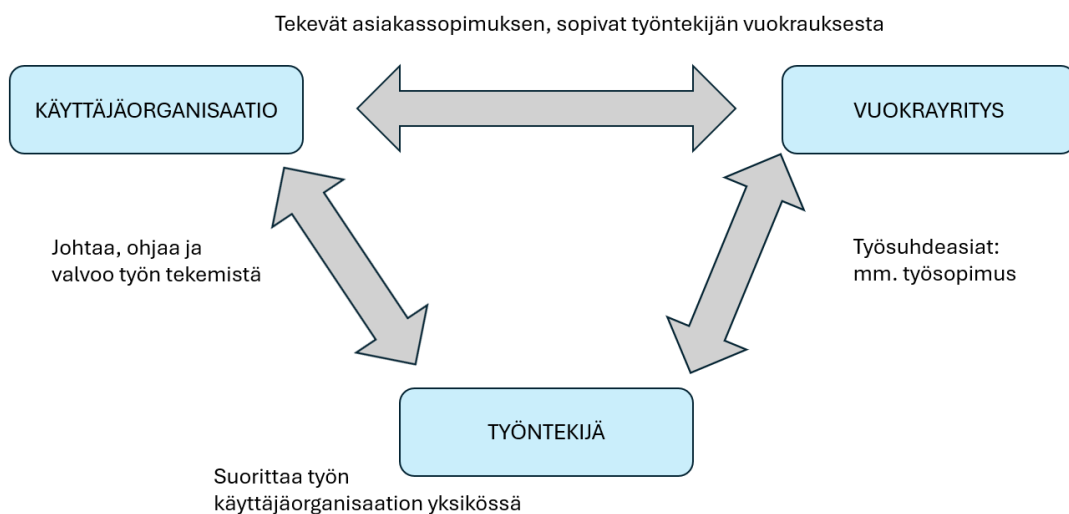 Tekevät asiakassopimuksen, sopivat työntekijän vuokrauksesta
KÄYTTÄJÄORGANISAATIO
VUOKRAYRITYS
Johtaa, ohjaa ja
valvoo työn tekemistä
Työsuhdeasiat:
mm. työsopimus
TYÖNTEKIJÄ
Suorittaa työn
käyttäjäorganisaation yksikössä